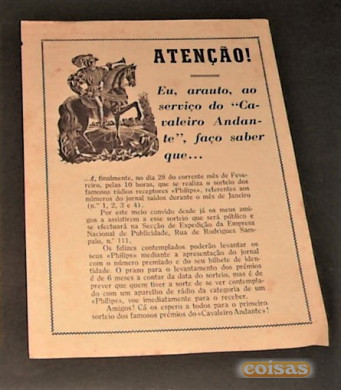 ATENÇÃO!
Eu, arauto, ao
serviço do "Ca-
valeiro Andan-
te", faço saber
que...
...é, finalmente, no dia 28 do corrente mês de Feve-
reiro, pelas 10 horas, que se realiza o sorteio dos
famosos rádios receptores «Philips», referentes aos
números do jornal saídos durante o mês de Janeiro
(n.os 1, 2, 3 e 4).
Por este meio convido desde já os meus ami-
gos a assistirem a esse sorteio que será público e
se efectuará na Secção de Expedição da Empresa
Nacional de Publicidade, Rua de Rodrigues Sam-
paio, n.º 111.
Os felizes contemplados poderão levantar os
seus «Philips» mediante a apresentação do jornal
com o número premiado e do seu bilhete de iden-
tidade. O prazo para o levantamento dos prémios
é de 6 meses a contar da data do sorteio, mas é de
prever que quem tiver a sorte de se ver contempla-
do com um aparelho de rádio da categoria de um
«Philips», vou imediatamente para o receber.
Amigos! Cá os espero a todos para o primeiro
sorteio dos famosos prémios do «Cavaleiro Andante»!
coisas